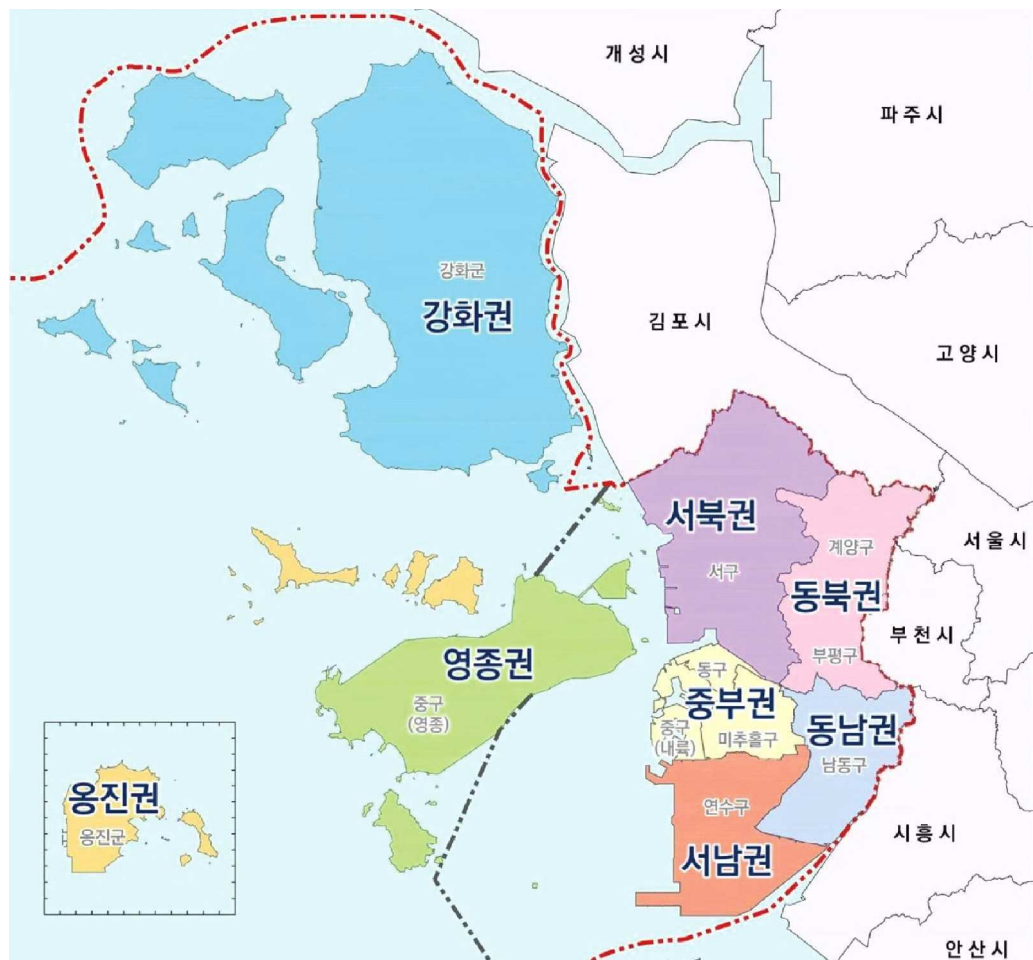 개성시
파주시
강화군
강화권
김포시
고양시
서북권
서구
계양구
동북권
부평구
서울시
부천시
영종권
중구
(영종)
동구
중부권
중구
(내륙)
미추홀구
동남권
남동구
옹진권
옹진군
연수구
서남권
시흥시
안산시